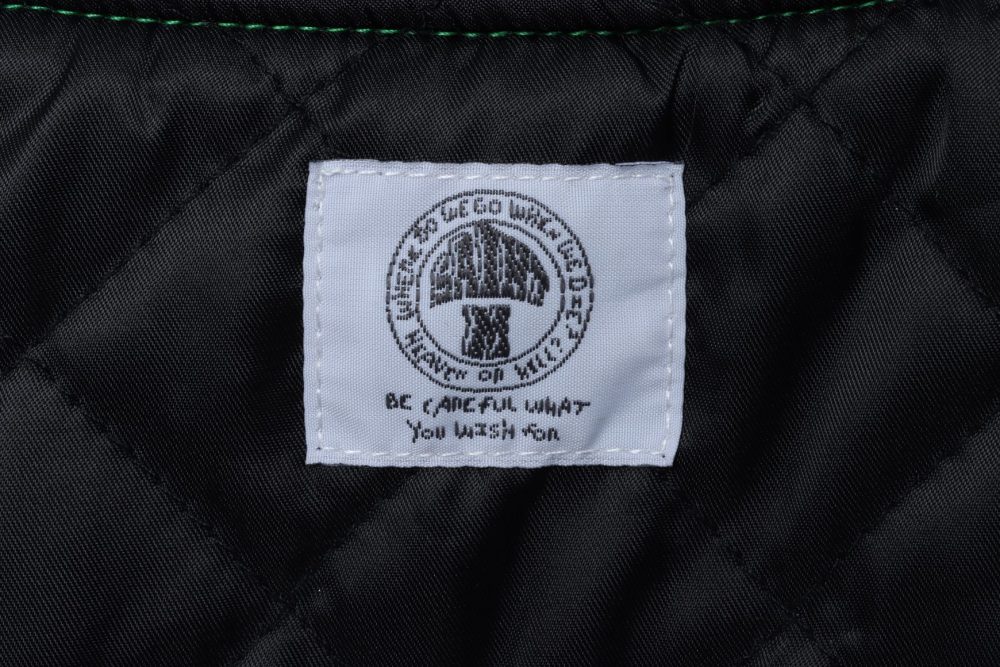 WHERE DO WE GO WHEN WE DIE?
HEAVEN OR HELL?
BE CAREFUL WHAT
YOU WISH FOR